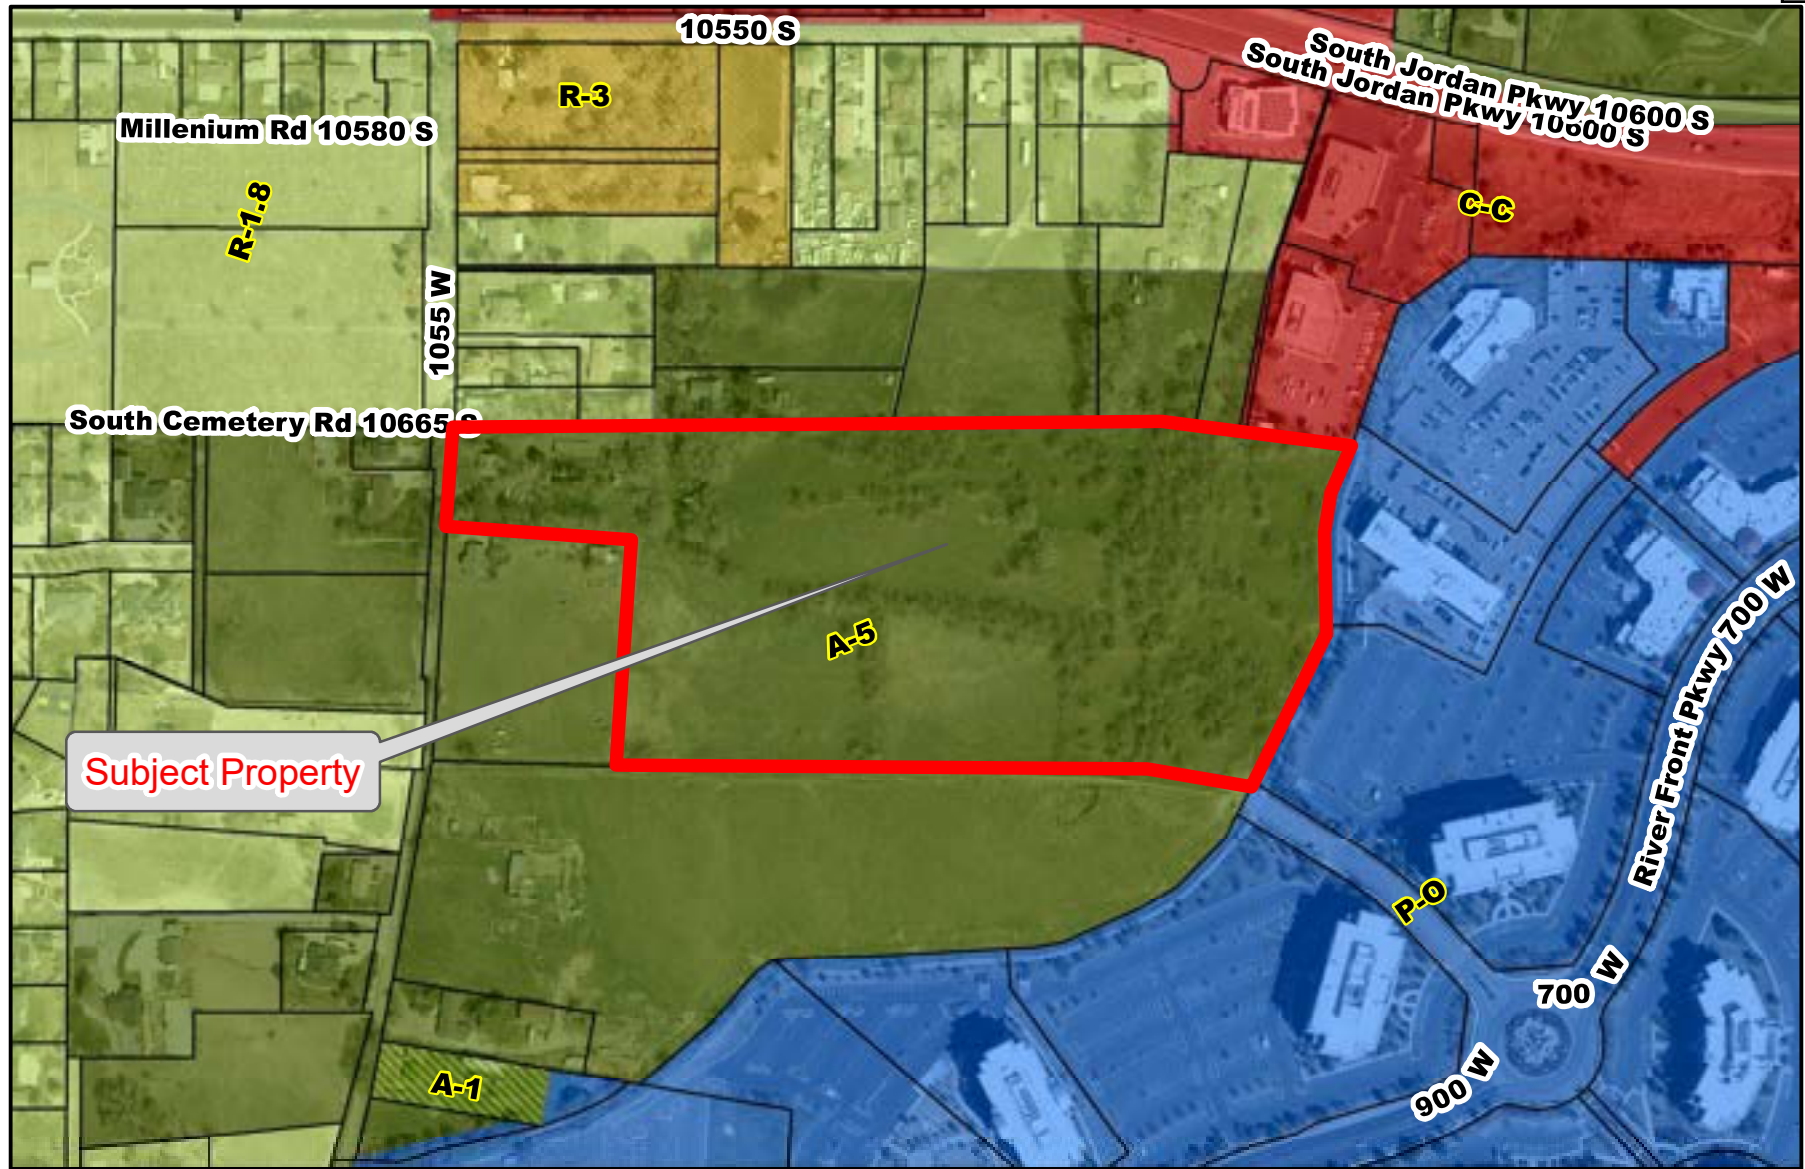 10550 S
South Jordan Pkwy 10600 S
South Jordan Pkwy 10600 S
R-3
Millenium Rd 10580 S
R-1.8
C-C
1055 W
South Cemetery Rd 10665 S
A-5
River Front Pkwy 700 W
Subject Property
P-O
700 W
A-1
900 W